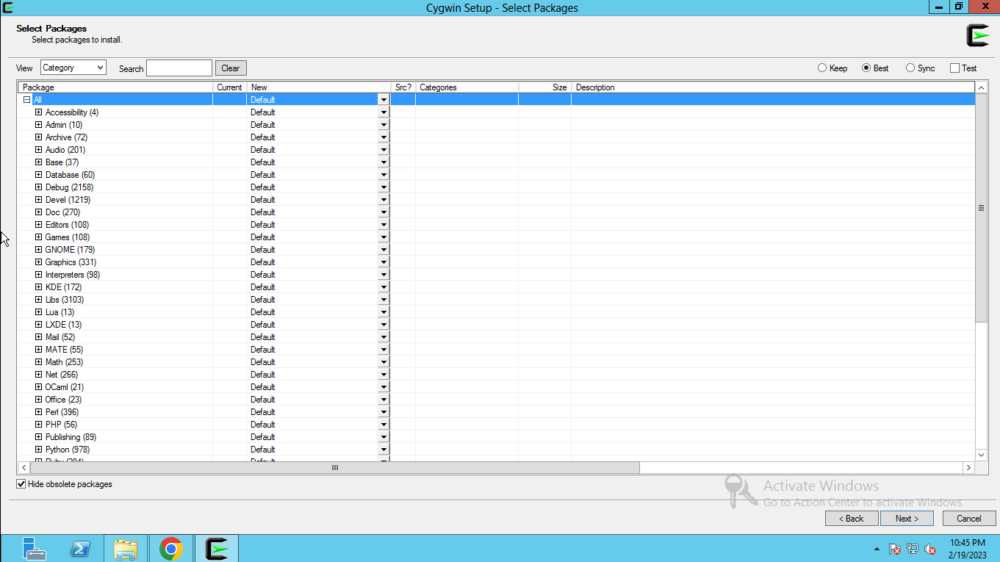 Cygwin Setup - Select Packages
Select Packages
Select packages to install.
View Category Search Clear Keep Best Sync Test
Package Current New Src? Categories Size Description
All Default
Accessibility (4) Default
Admin (10) Default
Archive (72) Default
Audio (201) Default
Base (37) Default
Database (60) Default
Debug (2158) Default
Devel (1219) Default
Doc (270) Default
Editors (108) Default
Games (108) Default
GNOME (179) Default
Graphics (331) Default
Interpreters (98) Default
KDE (172) Default
Libs (3103) Default
Lua (13) Default
LXDE (13) Default
Mail (52) Default
MATE (55) Default
Math (253) Default
Net (266) Default
OCaml (21) Default
Office (23) Default
Perl (396) Default
PHP (56) Default
Publishing (89) Default
Python (978) Default
Hide obsolete packages
Activate Windows
Go to Action Center to activate Windows.
< Back Next > Cancel
10:45 PM
2/19/2023